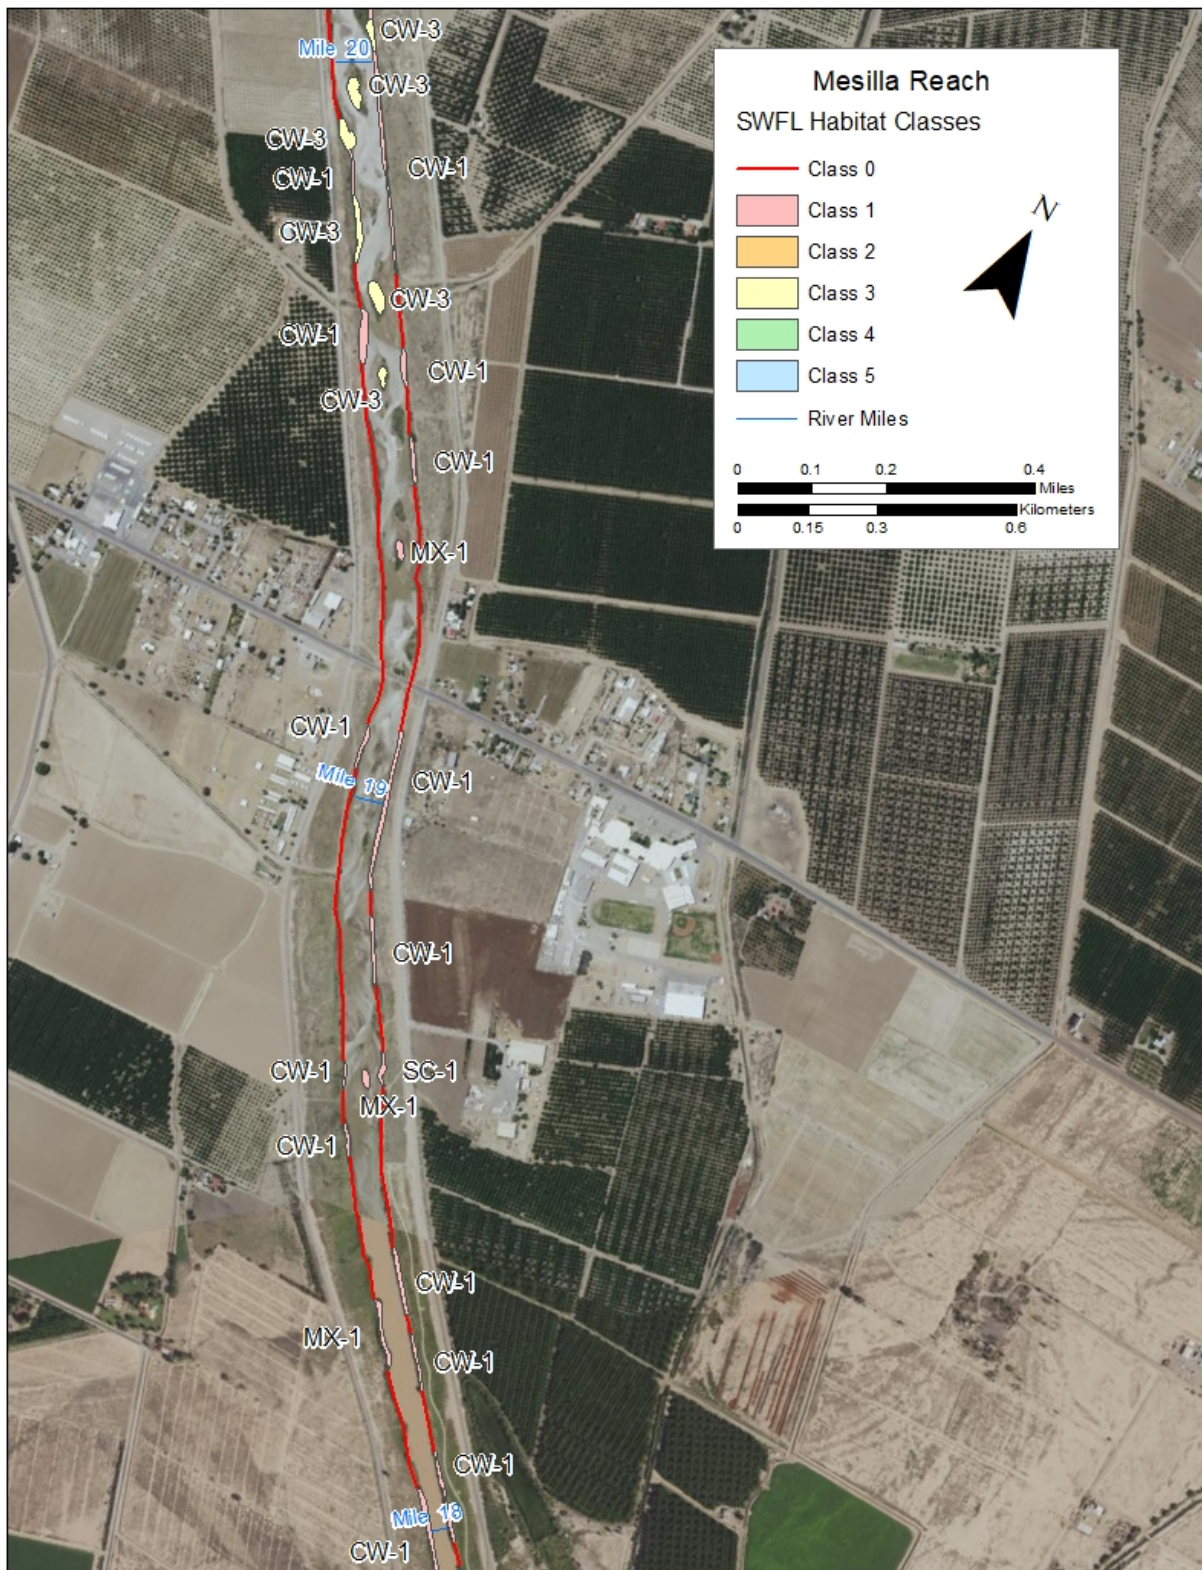 CW-3
Mile 20
CW-3
CW-3
CW-1
CW-1
CW-3
CW-3
CW-1
CW-1
CW-3
CW-1
MX-1
CW-1
Mile 19
CW-1
CW-1
CW-1
SC-1
MX-1
CW-1
CW-1
MX-1
CW-1
CW-1
Mile 18
CW-1
Mesilla Reach
SWFL Habitat Classes
Class 0
Class 1
Class 2
Class 3
Class 4
Class 5
River Miles
N
0 0.1 0.2 0.4
Miles
Kilometers
0 0.15 0.3 0.6